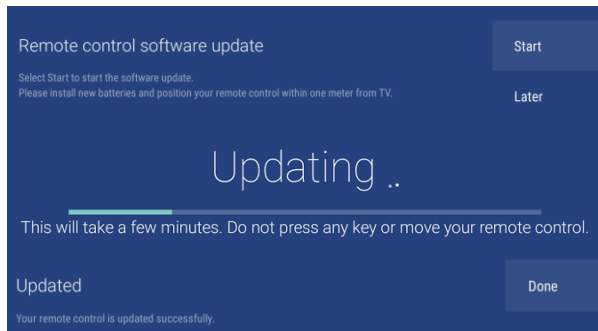 Remote control software update
Start
Select Start to start the software update.
Please install new batteries and position your remote control within one meter from TV.
Later
Updating ..
This will take a few minutes. Do not press any key or move your remote control.
Updated
Done
Your remote control is updated successfully.